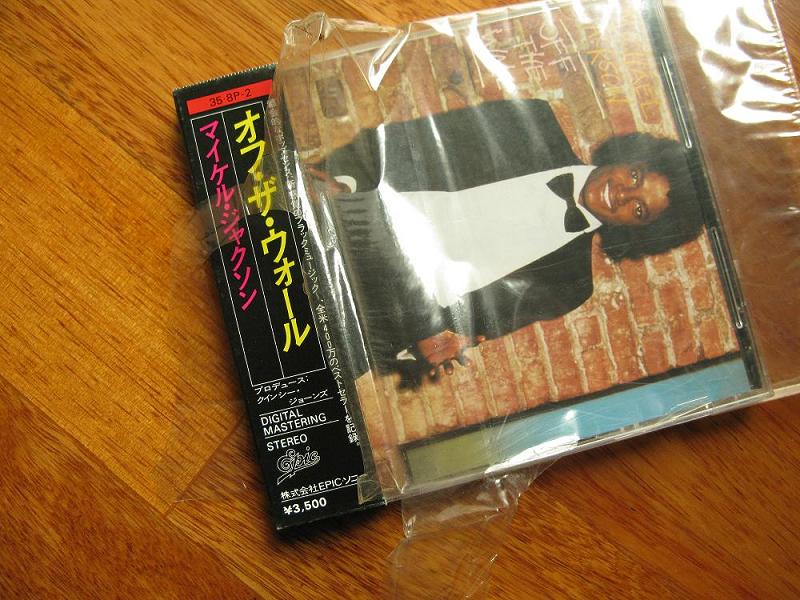 35·8P-2
オフ・ザ・ウォール
マイケル・ジャクソン
プロデュース:
クインシー・
ジョーンズ
DIGITAL
MASTERING
STEREO
Epic
株式会社EPIC・ソニー
¥3,500
ブラックミュージック、全米400万のベストセラーを記録。
MICHAEL
JACKSON
OFF
THE
WALL